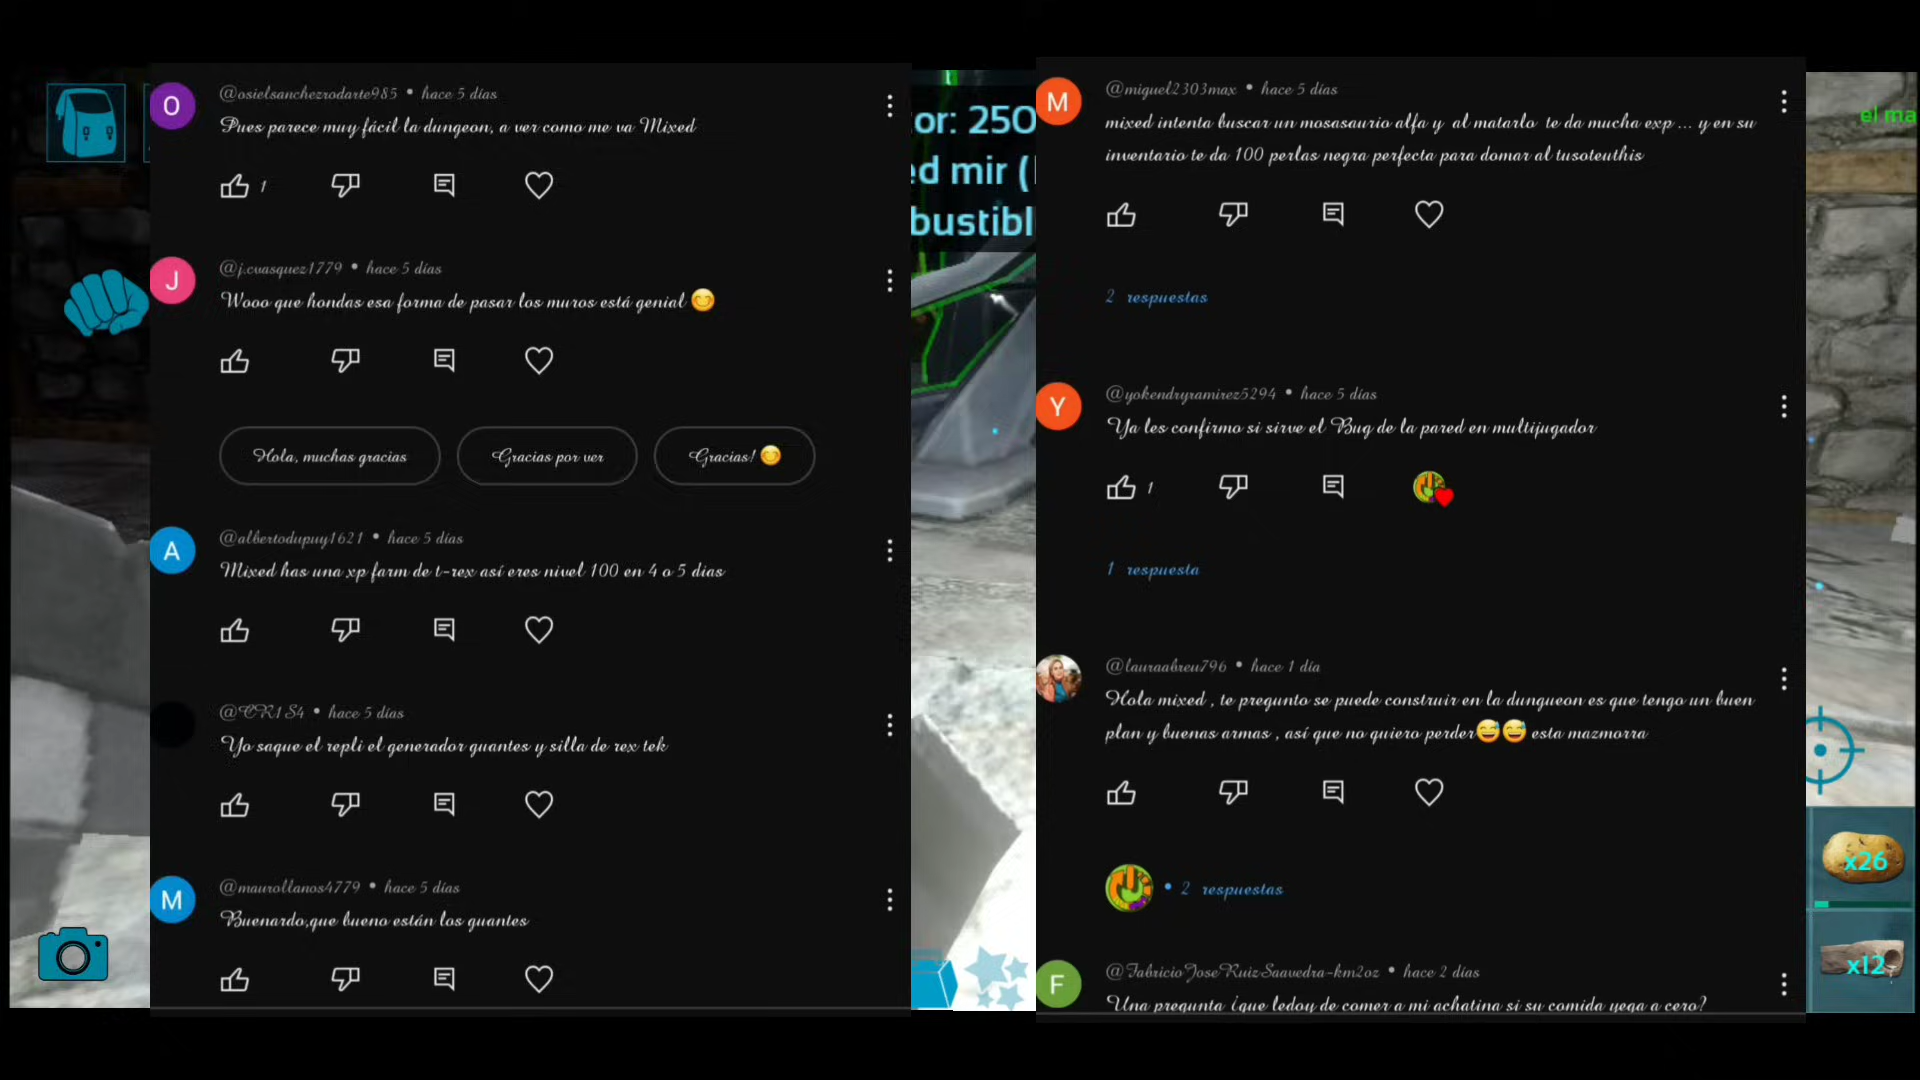 @osielsanchezrodarte985 • hace 5 días
Pues parece muy fácil la dungeon, a ver como me va Mixed
1
@j.cvasquez1779 • hace 5 días
Wooo que hondas esa forma de pasar los muros está genial 😊
Hola, muchas gracias
Gracias por ver
Gracias! 😊
@albertodupuy1621 • hace 5 días
Mixed has una xp farm de t-rex así eres nivel 100 en 4 o 5 dias
@CR1S4 • hace 5 días
Yo saque el repli el generador guantes y silla de rex tek
@maurollanos4779 • hace 5 días
Buenardo,que bueno están los guantes
or: 250
ed mir (
bustibl
@miguel2303max • hace 5 días
mixed intenta buscar un mosasaurio alfa y al matarlo te da mucha exp ... y en su
inventario te da 100 perlas negra perfecta para domar al tusoteuthis
2 respuestas
@yokendryramirez5294 • hace 5 días
Ya les confirmo si sirve el Bug de la pared en multijugador
1
1 respuesta
@lauraabreu796 • hace 1 día
Hola mixed , te pregunto se puede construir en la dungueon es que tengo un buen
plan y buenas armas , así que no quiero perder😅😅 esta mazmorra
• 2 respuestas
@FabricioJoseRuizSaavedra-km2oz • hace 2 días
Una pregunta ¿que ledoy de comer a mi achatina si su comida yega a cero?
el ma
x26
x12
O
J
A
M
M
Y
F